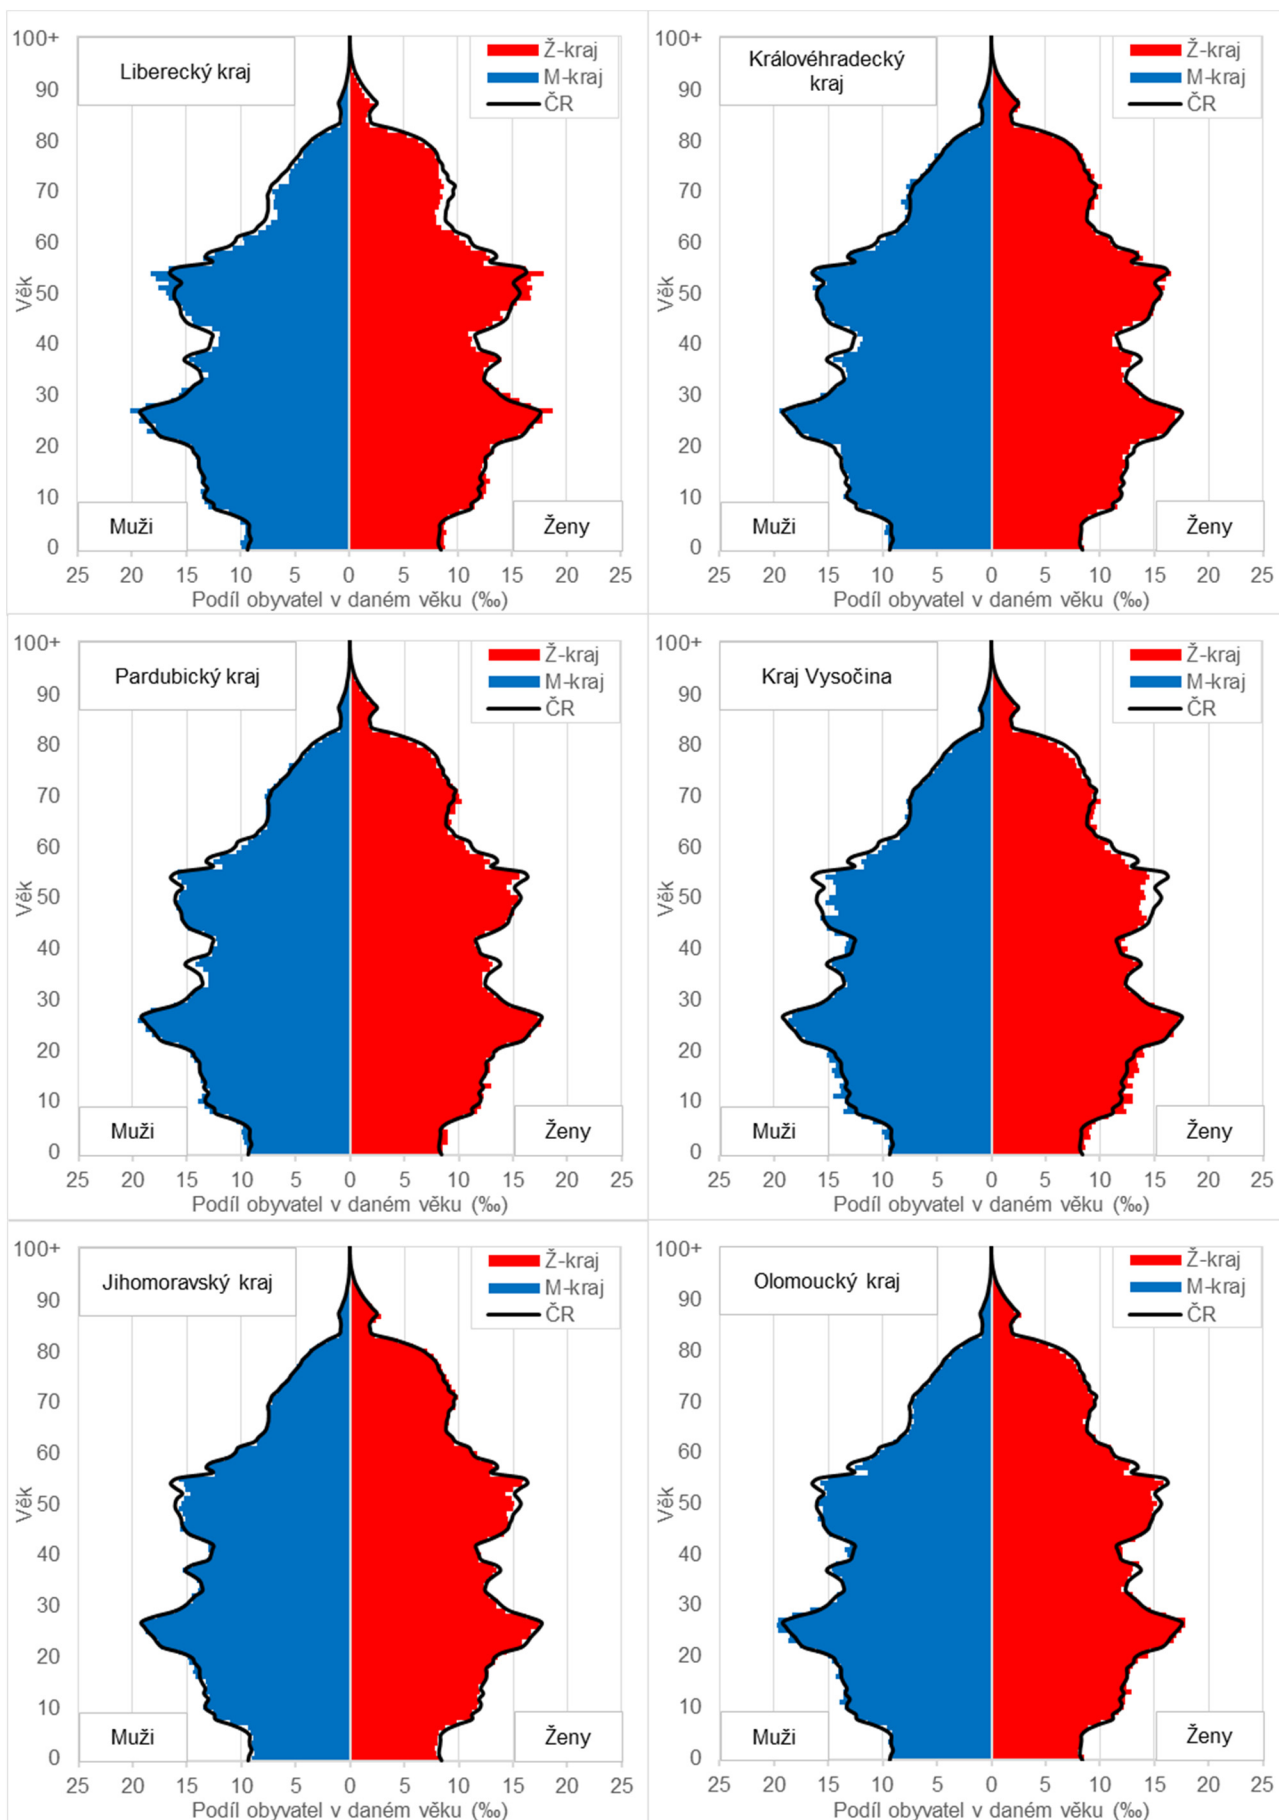 Liberecký kraj
Ž-kraj
M-kraj
ČR
100+
90
80
70
60
50
40
30
20
10
0
Věk
Muži
Ženy
25 20 15 10 5 0 5 10 15 20 25
Podíl obyvatel v daném věku (‰)
Královéhradecký
kraj
Ž-kraj
M-kraj
ČR
100+
90
80
70
60
50
40
30
20
10
0
Věk
Muži
Ženy
25 20 15 10 5 0 5 10 15 20 25
Podíl obyvatel v daném věku (‰)
Pardubický kraj
Ž-kraj
M-kraj
ČR
100+
90
80
70
60
50
40
30
20
10
0
Věk
Muži
Ženy
25 20 15 10 5 0 5 10 15 20 25
Podíl obyvatel v daném věku (‰)
Kraj Vysočina
Ž-kraj
M-kraj
ČR
100+
90
80
70
60
50
40
30
20
10
0
Věk
Muži
Ženy
25 20 15 10 5 0 5 10 15 20 25
Podíl obyvatel v daném věku (‰)
Jihomoravský kraj
Ž-kraj
M-kraj
ČR
100+
90
80
70
60
50
40
30
20
10
0
Věk
Muži
Ženy
25 20 15 10 5 0 5 10 15 20 25
Podíl obyvatel v daném věku (‰)
Olomoucký kraj
Ž-kraj
M-kraj
ČR
100+
90
80
70
60
50
40
30
20
10
0
Věk
Muži
Ženy
25 20 15 10 5 0 5 10 15 20 25
Podíl obyvatel v daném věku (‰)